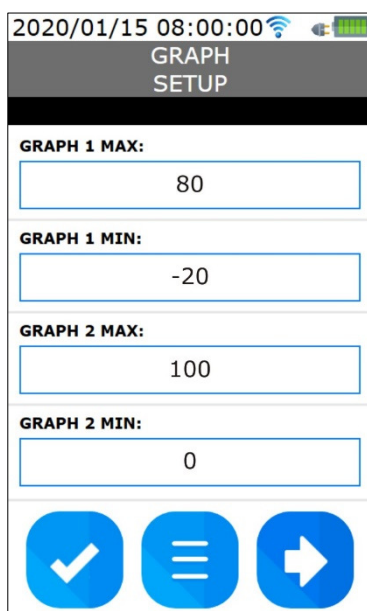 2020/01/15 08:00:00
GRAPH
SETUP
GRAPH 1 MAX:
80
GRAPH 1 MIN:
-20
GRAPH 2 MAX:
100
GRAPH 2 MIN:
0